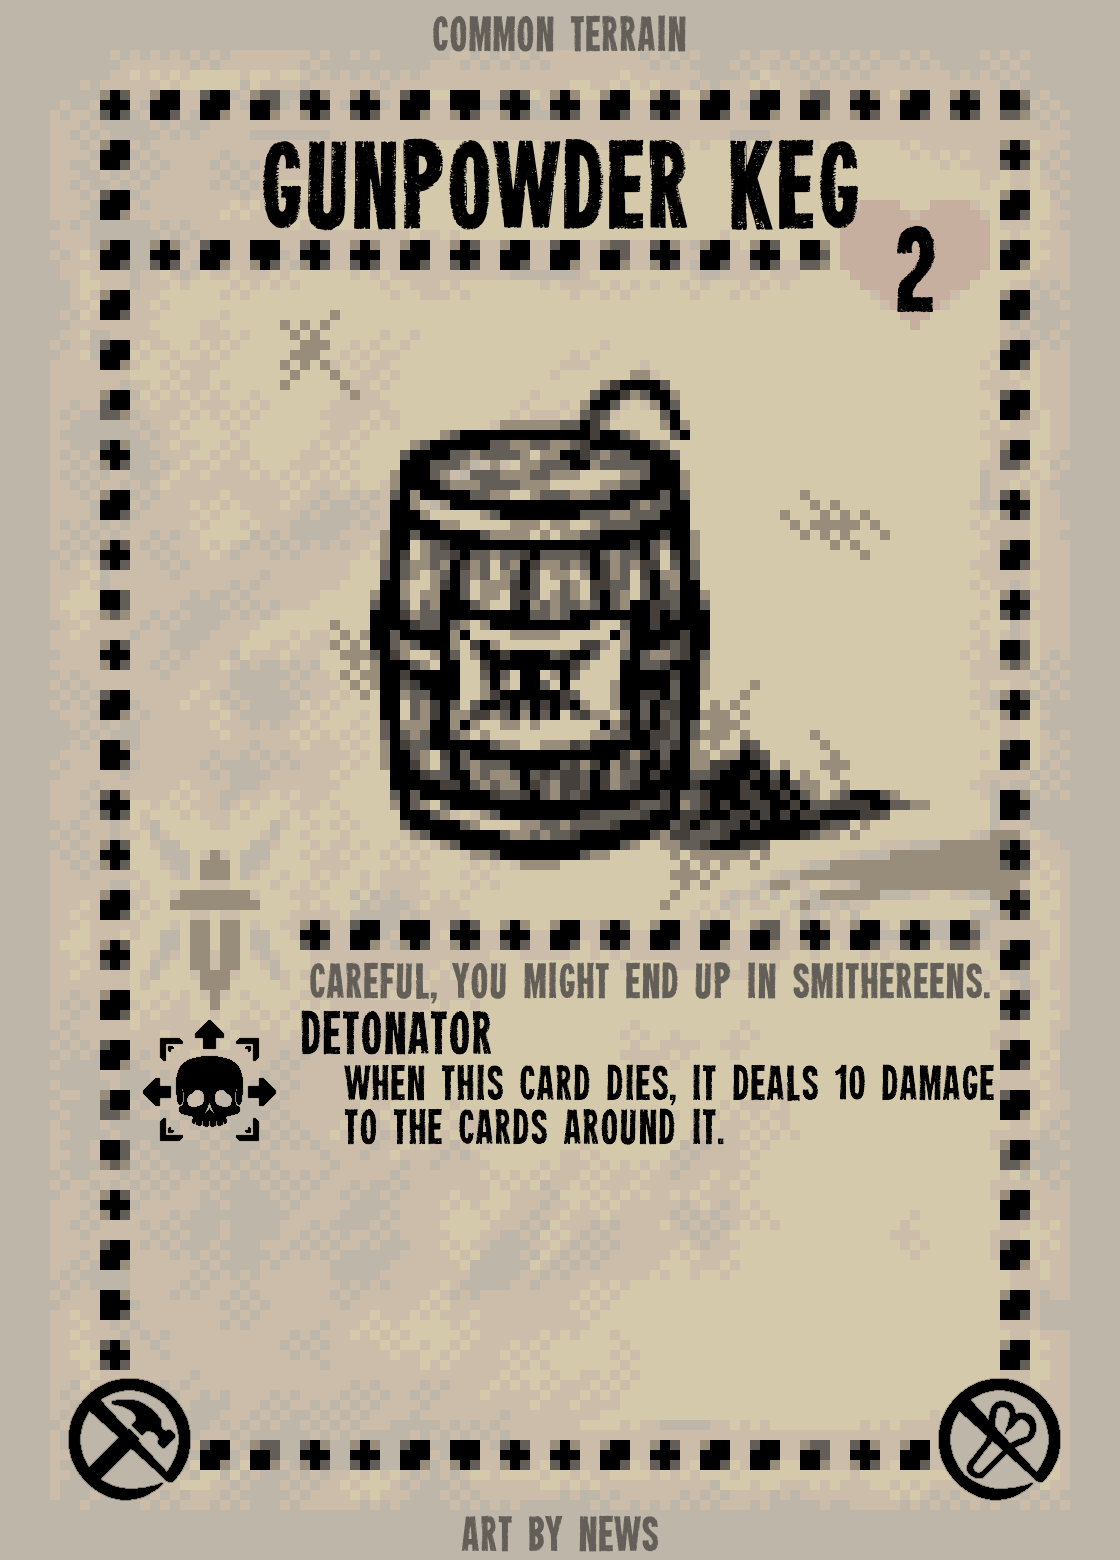 COMMON TERRAIN
GUNPOWDER KEG
2
CAREFUL, YOU MIGHT END UP IN SMITHEREENS.
DETONATOR
WHEN THIS CARD DIES, IT DEALS 10 DAMAGE
TO THE CARDS AROUND IT.
ART BY NEWS